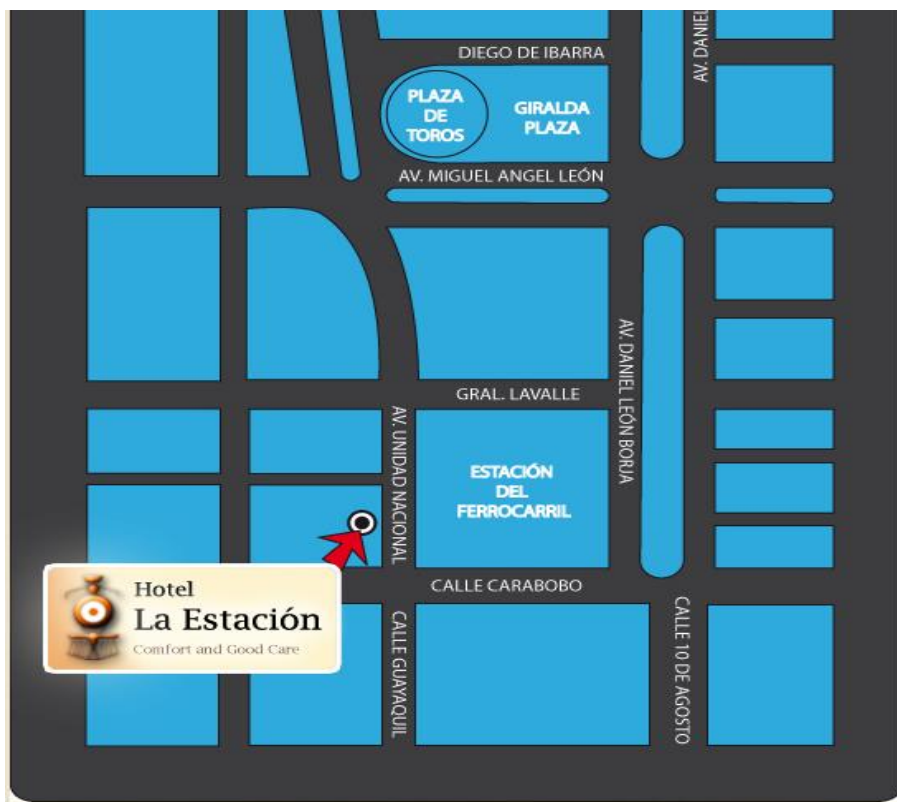 DIEGO DE IBARRA
AV. DANIEL
PLAZA
DE
TOROS
GIRALDA
PLAZA
AV. MIGUEL ANGEL LEÓN
AV. DANIEL LEÓN BORJA
GRAL. LAVALLE
AV. UNIDAD NACIONAL
ESTACIÓN
DEL
FERROCARRIL
CALLE CARABOBO
Hotel
La Estación
Comfort and Good Care
CALLE GUAYAQUIL
CALLE 10 DE AGOSTO